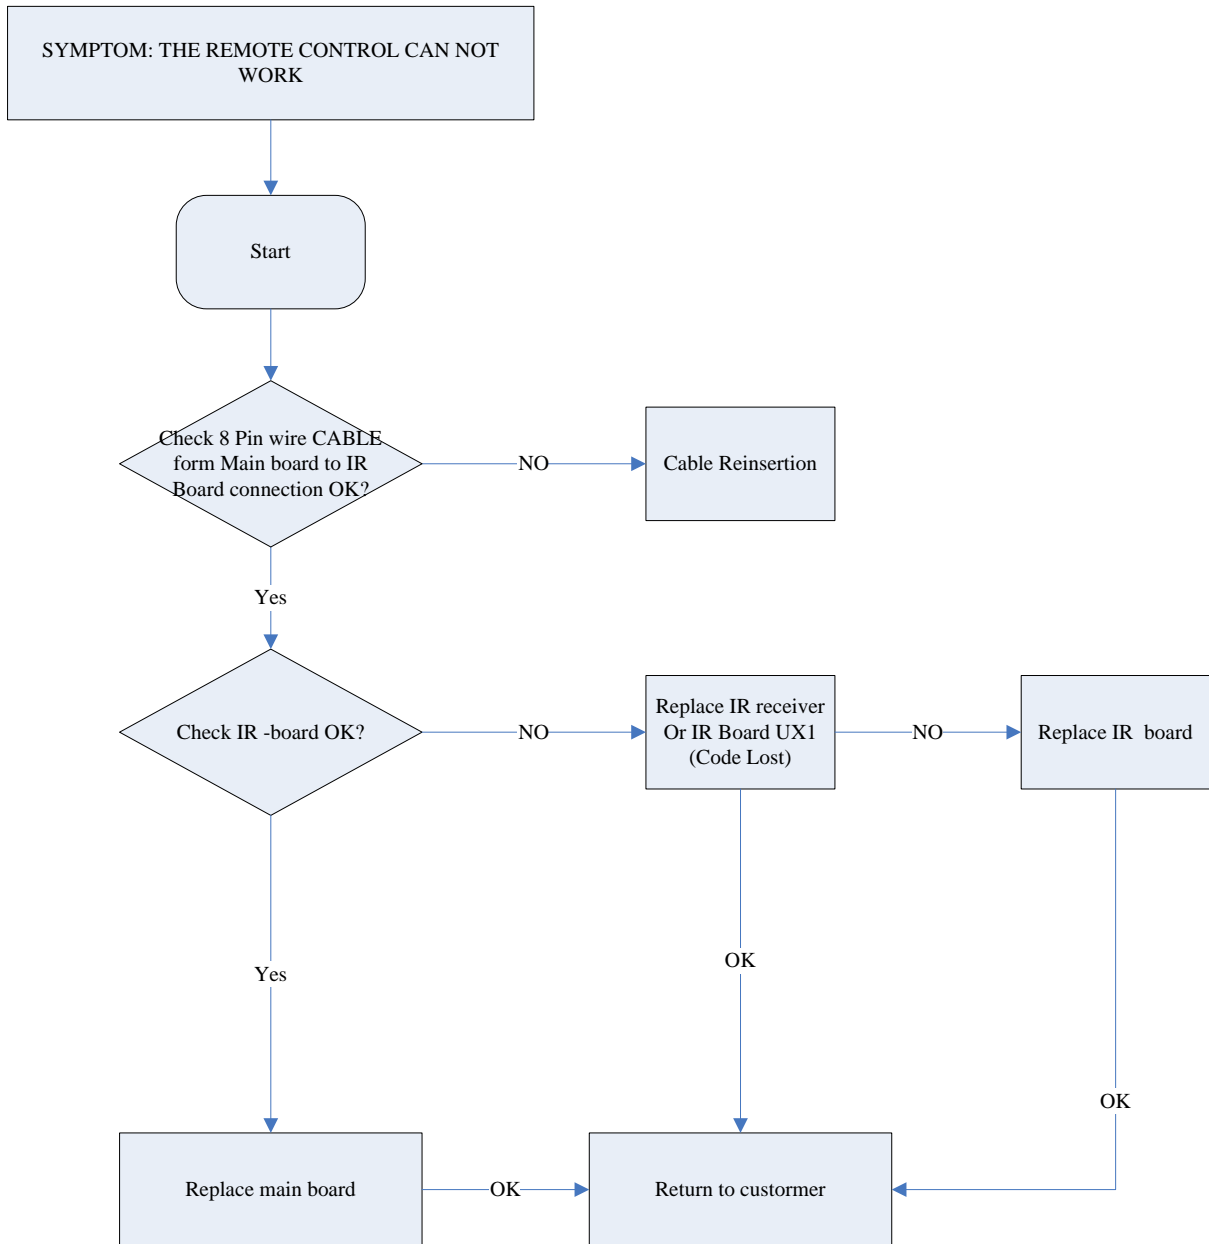 SYMPTOM: THE REMOTE CONTROL CAN NOT
WORK
Start
Check 8 Pin wire CABLE
form Main board to IR
Board connection OK?
NO
Cable Reinsertion
Yes
Check IR -board OK?
NO
Replace IR receiver
Or IR Board UX1
(Code Lost)
NO
Replace IR  board
Yes
OK
OK
Replace main board
OK
Return to custormer